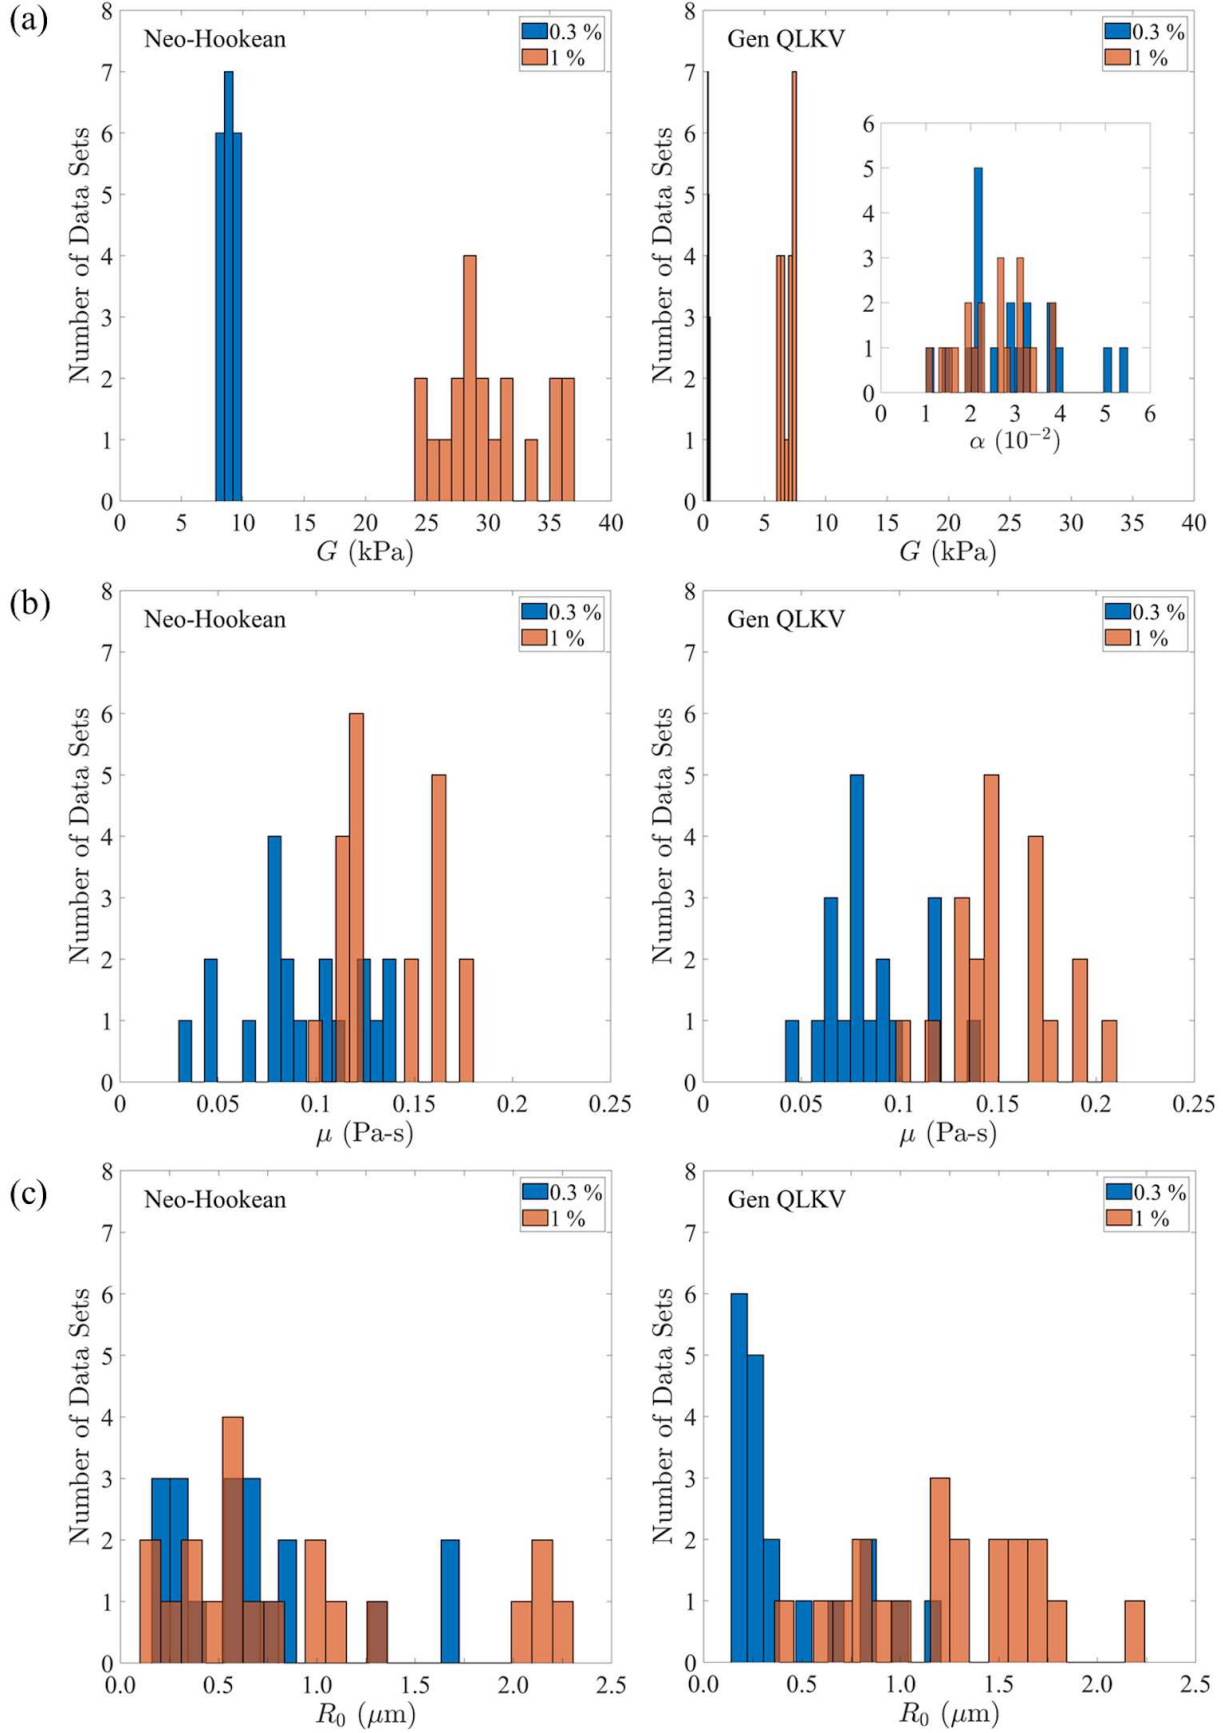 (a)
Neo-Hookean
0.3 %
1 %
Number of Data Sets
0 1 2 3 4 5 6 7 8
0 5 10 15 20 25 30 35 40
G (kPa)
Gen QLKV
0.3 %
1 %
Number of Data Sets
0 1 2 3 4 5 6 7 8
0 5 10 15 20 25 30 35 40
G (kPa)
0 1 2 3 4 5 6
0 1 2 3 4 5 6
α (10⁻²)
(b)
Neo-Hookean
0.3 %
1 %
Number of Data Sets
0 1 2 3 4 5 6 7 8
0 0.05 0.1 0.15 0.2 0.25
μ (Pa-s)
Gen QLKV
0.3 %
1 %
Number of Data Sets
0 1 2 3 4 5 6 7 8
0 0.05 0.1 0.15 0.2 0.25
μ (Pa-s)
(c)
Neo-Hookean
0.3 %
1 %
Number of Data Sets
0 1 2 3 4 5 6 7 8
0.0 0.5 1.0 1.5 2.0 2.5
R₀ (μm)
Gen QLKV
0.3 %
1 %
Number of Data Sets
0 1 2 3 4 5 6 7 8
0.0 0.5 1.0 1.5 2.0 2.5
R₀ (μm)